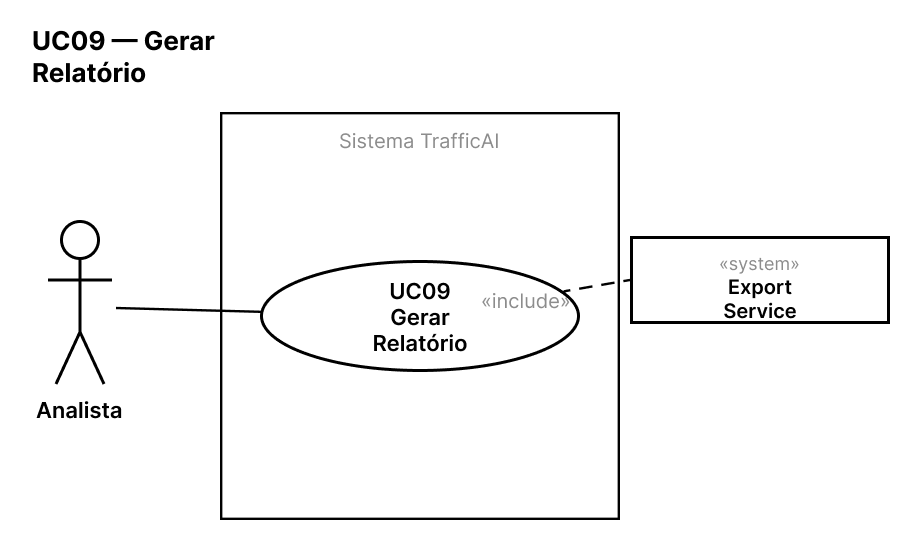 UC09 — Gerar
Relatório
Sistema TrafficAI
«system»
Export
Service
UC09
Gerar
Relatório
«include»
Analista